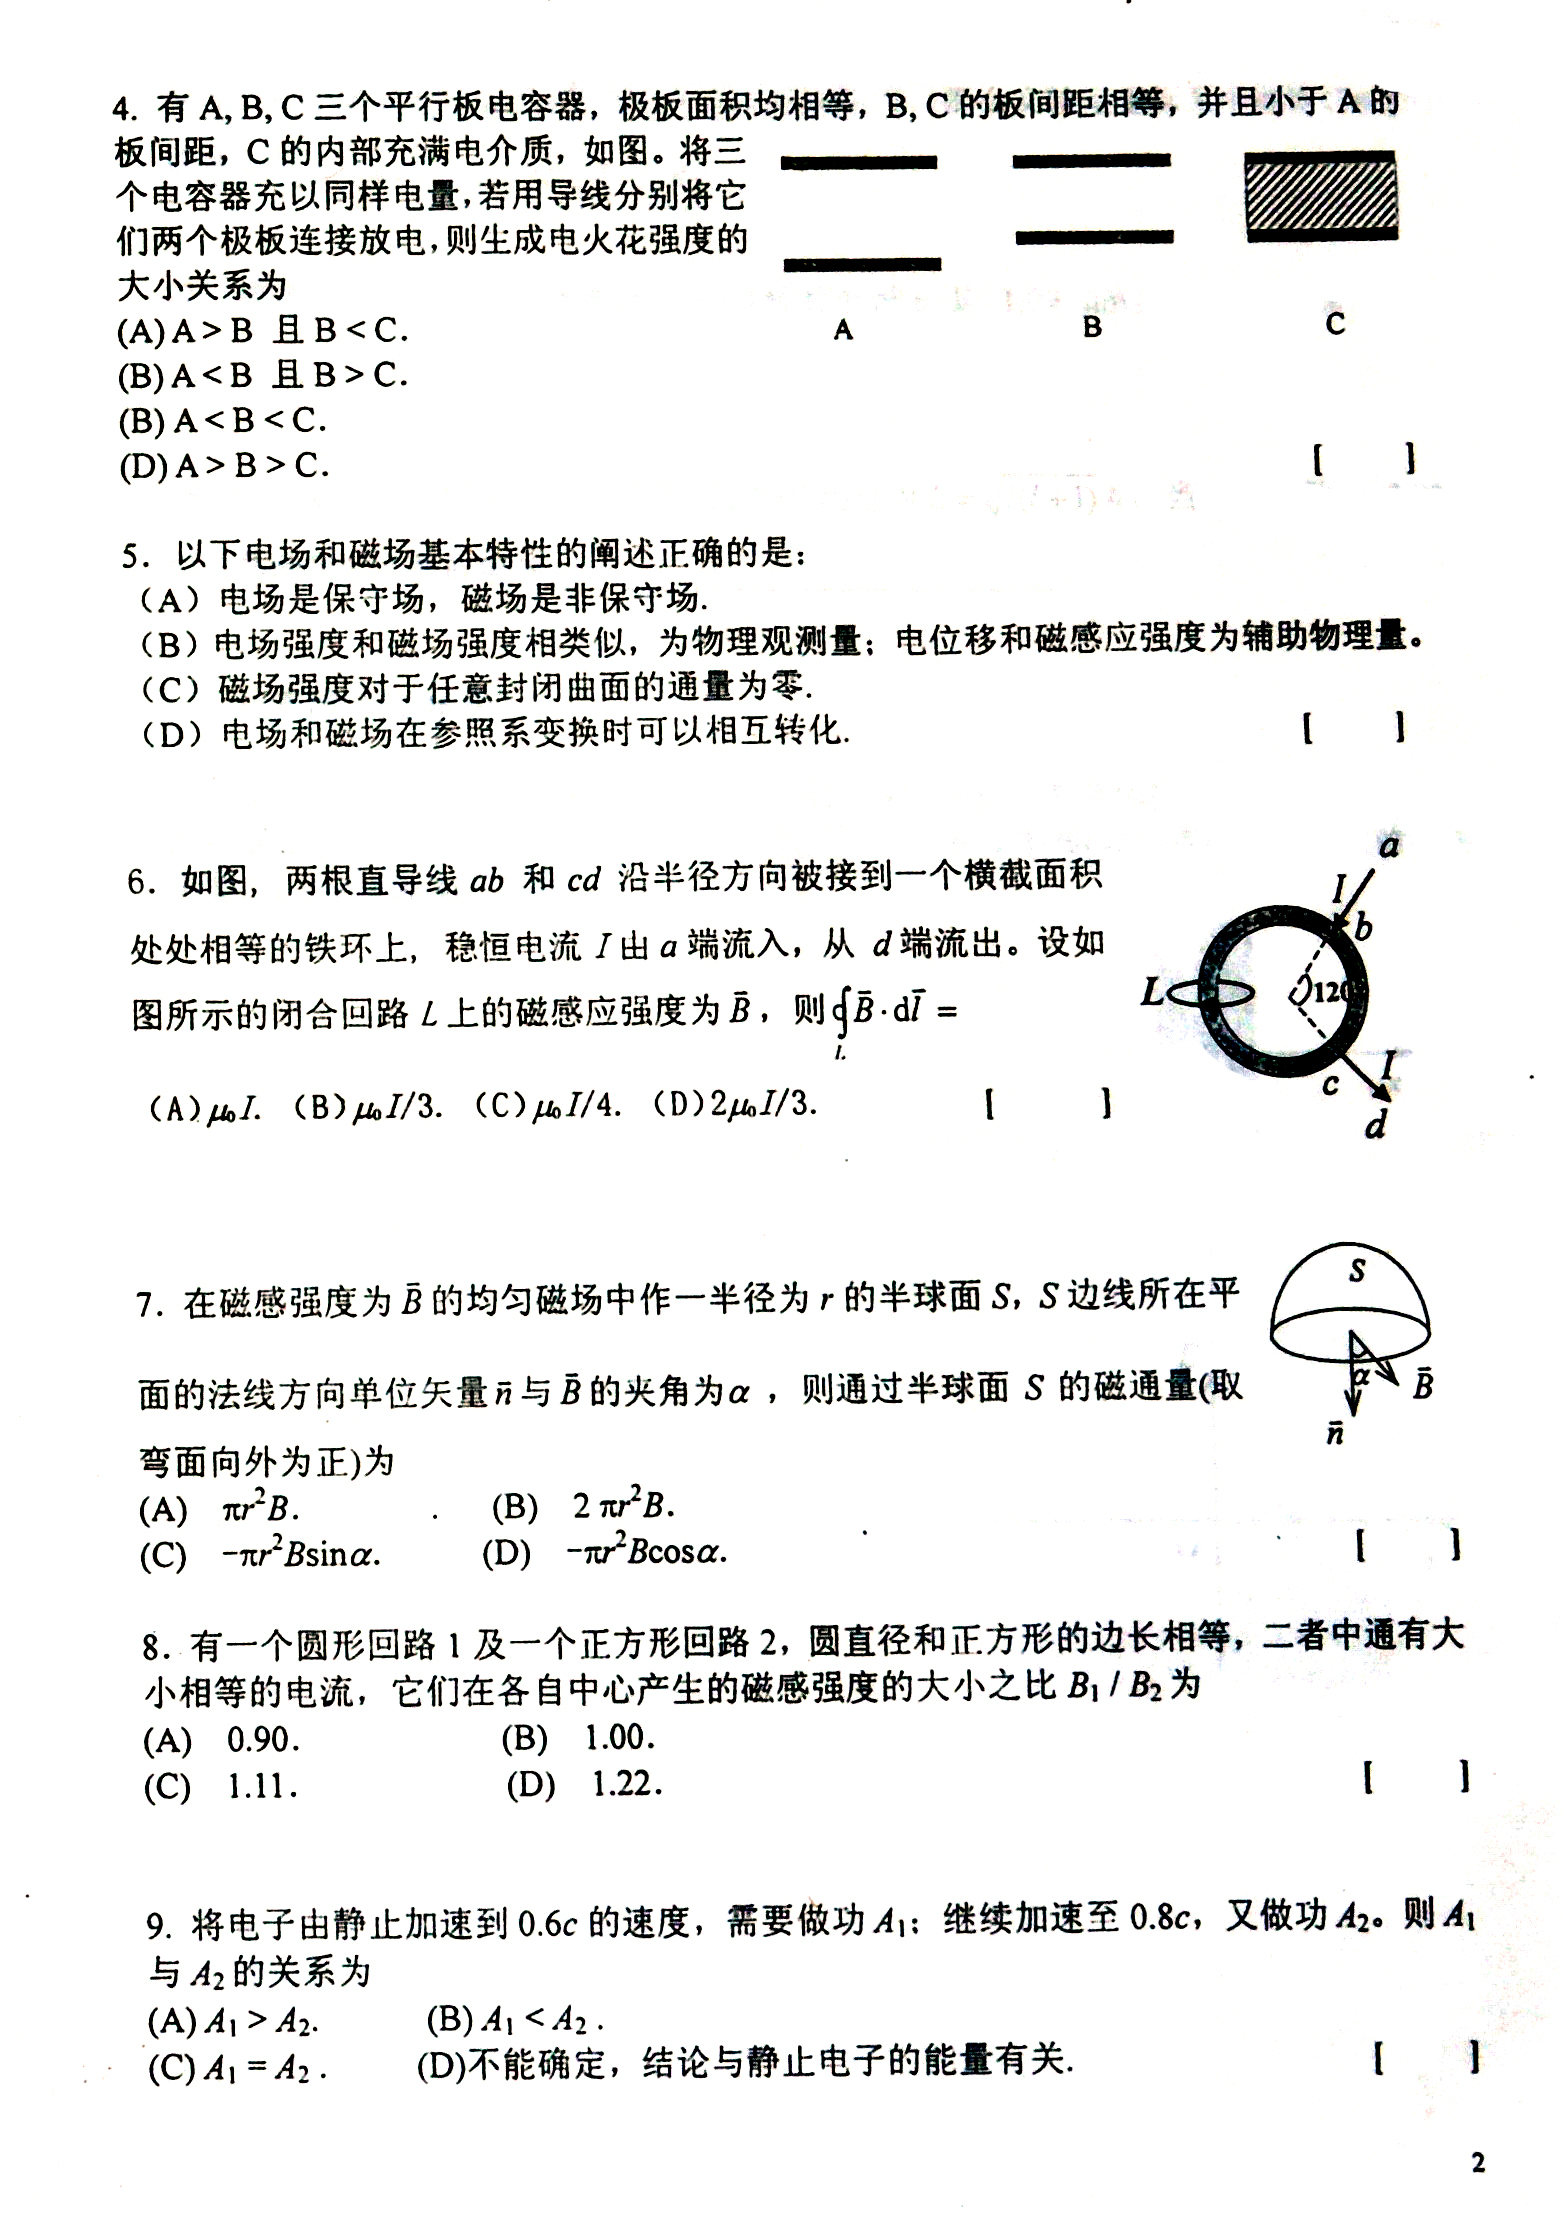 4. 有 A, B, C 三个平行板电容器，极板面积均相等，B, C 的板间距相等，并且小于 A 的
板间距，C 的内部充满电介质，如图。将三
个电容器充以同样电量，若用导线分别将它
们两个极板连接放电，则生成电火花强度的
大小关系为
(A) A > B 且 B < C.
(B) A < B 且 B > C.
(B) A < B < C.
(D) A > B > C.
[ ]
A B C
5. 以下电场和磁场基本特性的阐述正确的是：
（A）电场是保守场，磁场是非保守场.
（B）电场强度和磁场强度相类似，为物理观测量；电位移和磁感应强度为辅助物理量。
（C）磁场强度对于任意封闭曲面的通量为零.
（D）电场和磁场在参照系变换时可以相互转化. [ ]
6. 如图，两根直导线 ab 和 cd 沿半径方向被接到一个横截面积
处处相等的铁环上，稳恒电流 I 由 a 端流入，从 d 端流出。设如
图所示的闭合回路 L 上的磁感应强度为 B̄，则∮_L B̄·dl̄ =
(A) μ₀I. (B) μ₀I/3. (C) μ₀I/4. (D) 2μ₀I/3. [ ]
a
I
b
L
120
c
I
d
7. 在磁感强度为 B̄ 的均匀磁场中作一半径为 r 的半球面 S，S 边线所在平
面的法线方向单位矢量 n̄ 与 B̄ 的夹角为α，则通过半球面 S 的磁通量(取
弯面向外为正)为
(A) πr²B. (B) 2 πr²B.
(C) -πr²Bsinα. (D) -πr²Bcosα. [ ]
S
α
B̄
n̄
8. 有一个圆形回路 1 及一个正方形回路 2，圆直径和正方形的边长相等，二者中通有大
小相等的电流，它们在各自中心产生的磁感强度的大小之比 B₁ / B₂ 为
(A) 0.90. (B) 1.00.
(C) 1.11. (D) 1.22. [ ]
9. 将电子由静止加速到 0.6c 的速度，需要做功 A₁；继续加速至 0.8c，又做功 A₂。则 A₁
与 A₂ 的关系为
(A) A₁ > A₂. (B) A₁ < A₂ .
(C) A₁ = A₂ . (D)不能确定，结论与静止电子的能量有关. [ ]
2